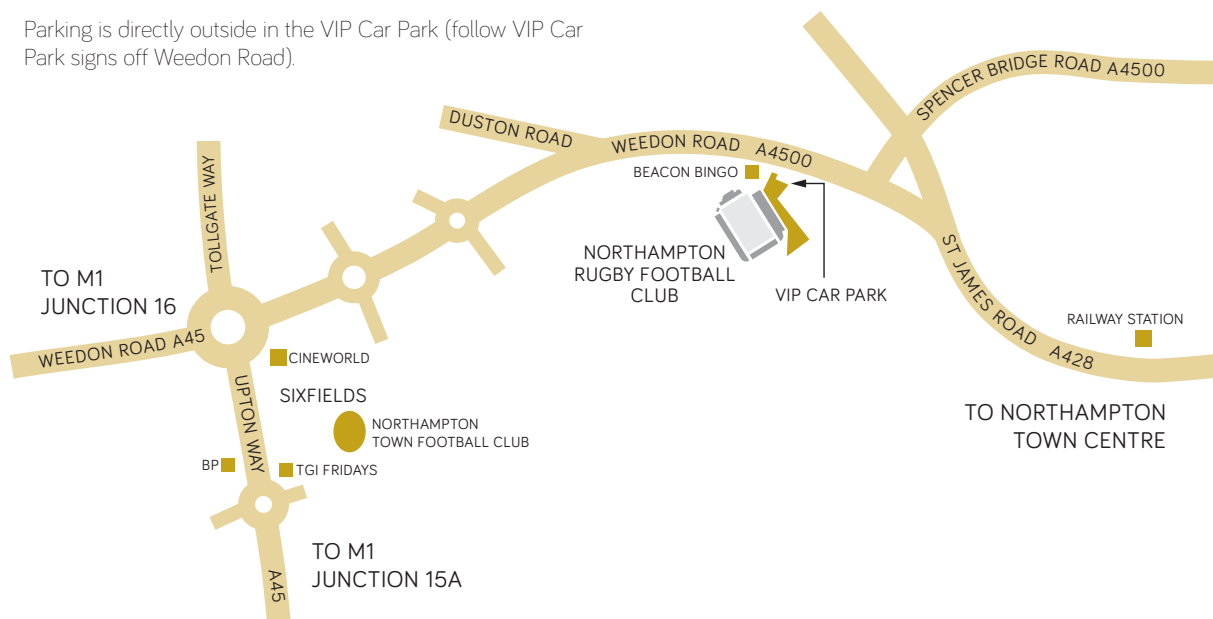 Parking is directly outside in the VIP Car Park (follow VIP Car
Park signs off Weedon Road).
SPENCER BRIDGE ROAD A4500
DUSTON ROAD
WEEDON ROAD A4500
BEACON BINGO
TOLLGATE WAY
NORTHAMPTON
RUGBY FOOTBALL
CLUB
VIP CAR PARK
ST JAMES ROAD A428
RAILWAY STATION
TO M1
JUNCTION 16
WEEDON ROAD A45
CINEWORLD
UPTON WAY
SIXFIELDS
NORTHAMPTON
TOWN FOOTBALL CLUB
TO NORTHAMPTON
TOWN CENTRE
BP
TGI FRIDAYS
TO M1
JUNCTION 15A
A45